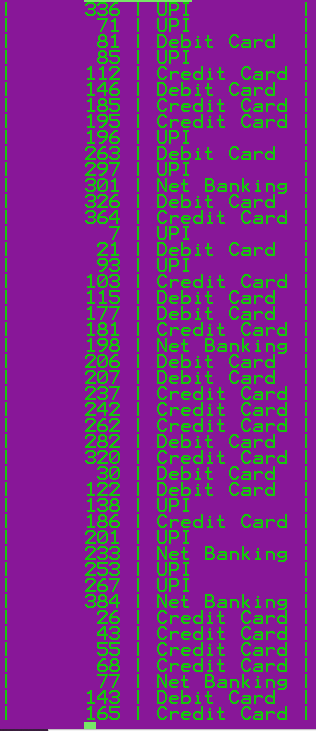 | 336 | UPI |
| 71 | UPI |
| 81 | Debit Card |
| 85 | UPI |
| 112 | Credit Card |
| 146 | Debit Card |
| 185 | Credit Card |
| 195 | Credit Card |
| 196 | UPI |
| 263 | Debit Card |
| 297 | UPI |
| 301 | Net Banking |
| 326 | Debit Card |
| 364 | Credit Card |
| 7 | UPI |
| 21 | Debit Card |
| 93 | UPI |
| 103 | Credit Card |
| 115 | Debit Card |
| 177 | Debit Card |
| 181 | Credit Card |
| 198 | Net Banking |
| 206 | Debit Card |
| 207 | Debit Card |
| 237 | Credit Card |
| 242 | Credit Card |
| 262 | Credit Card |
| 282 | Debit Card |
| 320 | Credit Card |
| 30 | Debit Card |
| 122 | Debit Card |
| 138 | UPI |
| 186 | Credit Card |
| 201 | UPI |
| 233 | Net Banking |
| 253 | UPI |
| 267 | UPI |
| 384 | Net Banking |
| 26 | Credit Card |
| 43 | Credit Card |
| 55 | Credit Card |
| 68 | Credit Card |
| 77 | Net Banking |
| 143 | Debit Card |
| 165 | Credit Card |